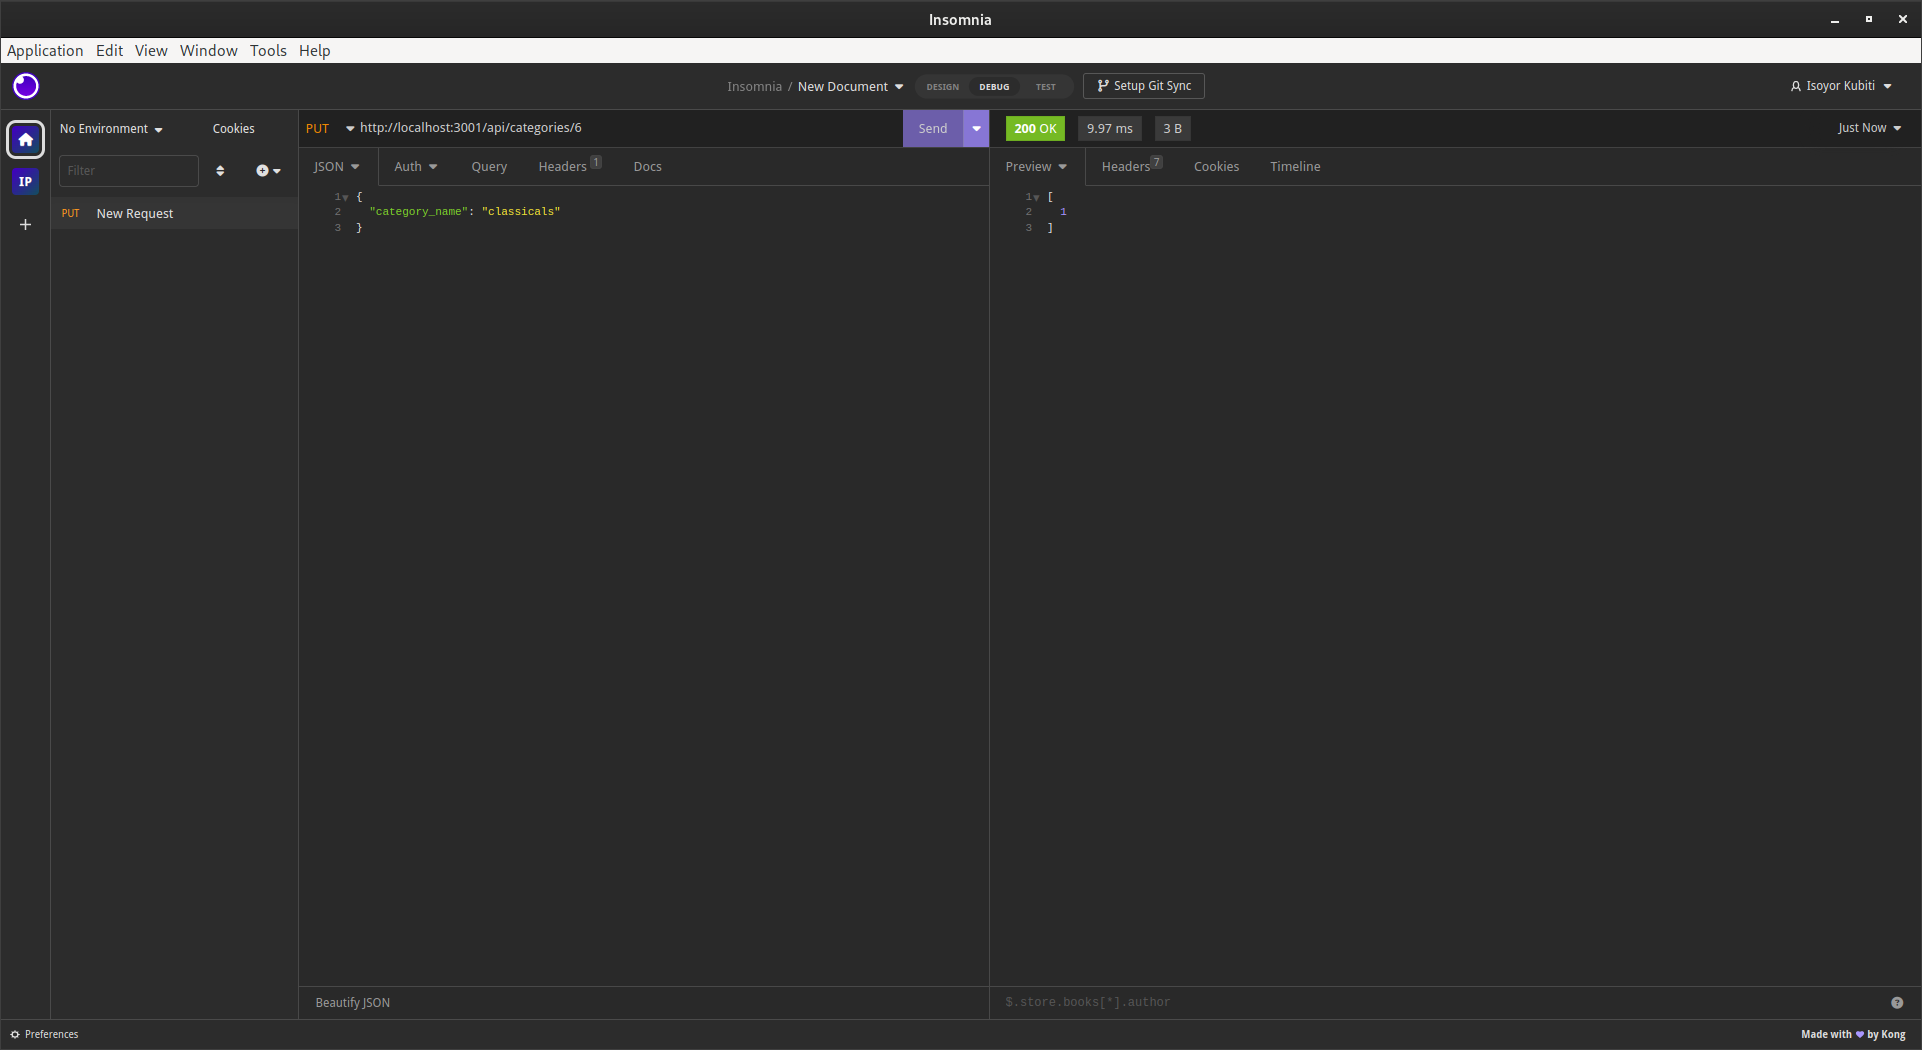 Insomnia
Application Edit View Window Tools Help
Insomnia / New Document DESIGN DEBUG TEST Setup Git Sync Isoyor Kubiti
No Environment Cookies
PUT http://localhost:3001/api/categories/6 Send
200 OK 9.97 ms 3 B Just Now
Filter
JSON Auth Query Headers 1 Docs
Preview Headers 7 Cookies Timeline
IP
PUT New Request
1 {
2 "category_name": "classicals"
3 }
1 [
2 1
3 ]
Beautify JSON
$.store.books[*].author ?
Preferences
Made with by Kong